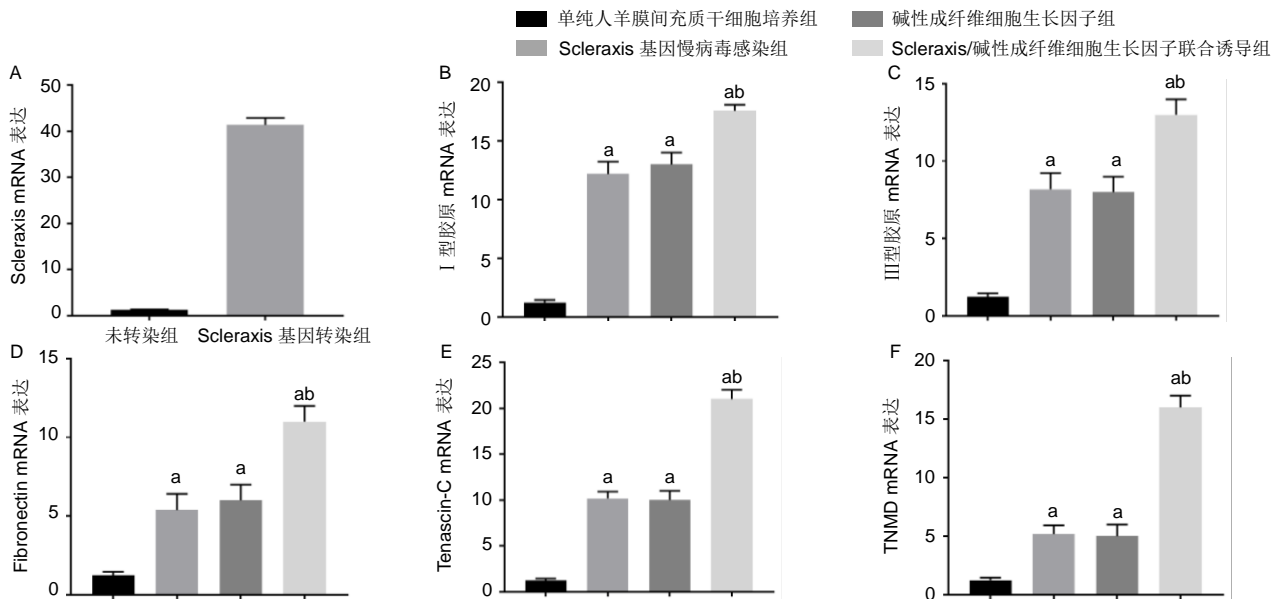 单纯人羊膜间充质干细胞培养组
碱性成纤维细胞生长因子组
Scleraxis 基因慢病毒感染组
Scleraxis/碱性成纤维细胞生长因子联合诱导组
A
Scleraxis mRNA 表达
50
40
30
20
10
0
未转染组
Scleraxis 基因转染组
B
Ⅰ型胶原 mRNA 表达
20
15
10
5
0
a
a
ab
C
Ⅲ型胶原 mRNA 表达
15
10
5
0
a
a
ab
D
Fibronectin mRNA 表达
15
10
5
0
a
a
ab
E
Tenascin-C mRNA 表达
25
20
15
10
5
0
a
a
ab
F
TNMD mRNA 表达
20
15
10
5
0
a
a
ab